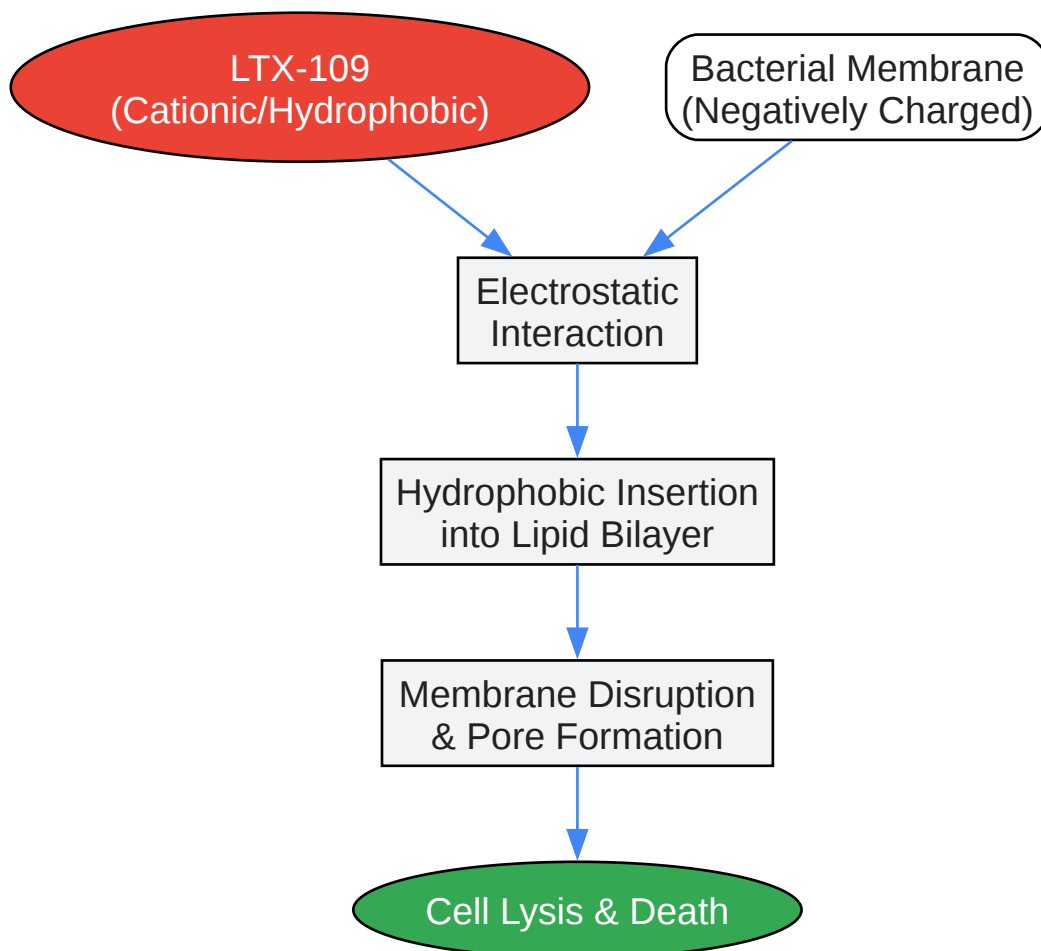 LTX-109
(Cationic/Hydrophobic)
Bacterial Membrane
(Negatively Charged)
Electrostatic
Interaction
Hydrophobic Insertion
into Lipid Bilayer
Membrane Disruption
& Pore Formation
Cell Lysis & Death